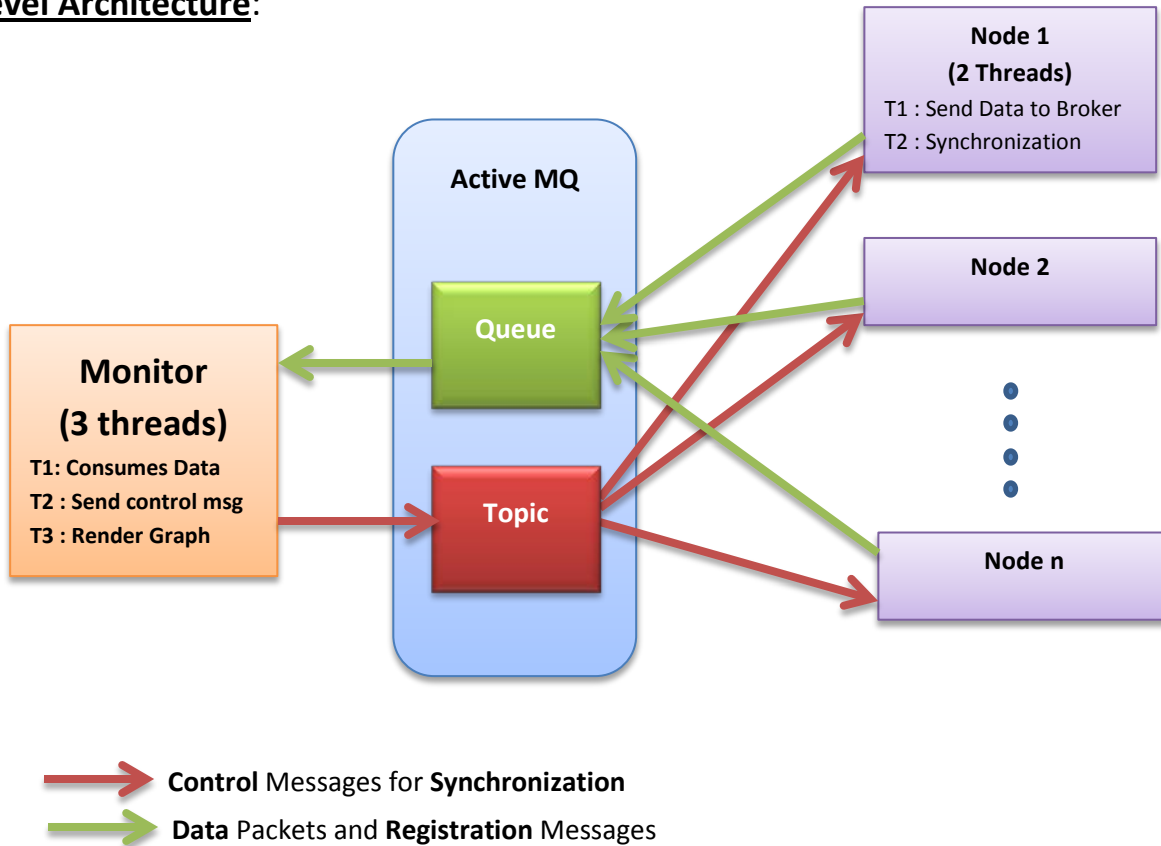 evel Architecture:
Node 1
(2 Threads)
T1 : Send Data to Broker
T2 : Synchronization
Active MQ
Node 2
Queue
Monitor
(3 threads)
T1: Consumes Data
T2 : Send control msg
T3 : Render Graph
Topic
Node n
Control Messages for Synchronization
Data Packets and Registration Messages